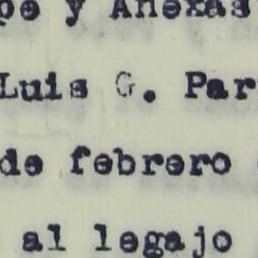 pe y Anexas
Luis G. Par
de febrero
al legajo